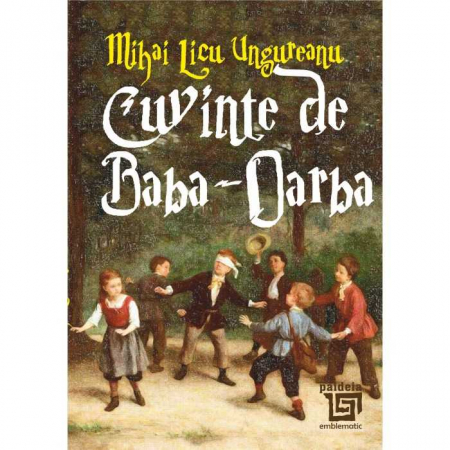 Mihai Licu Ungureanu
Cuvinte de
Baba-Oarba
paideia
emblematic